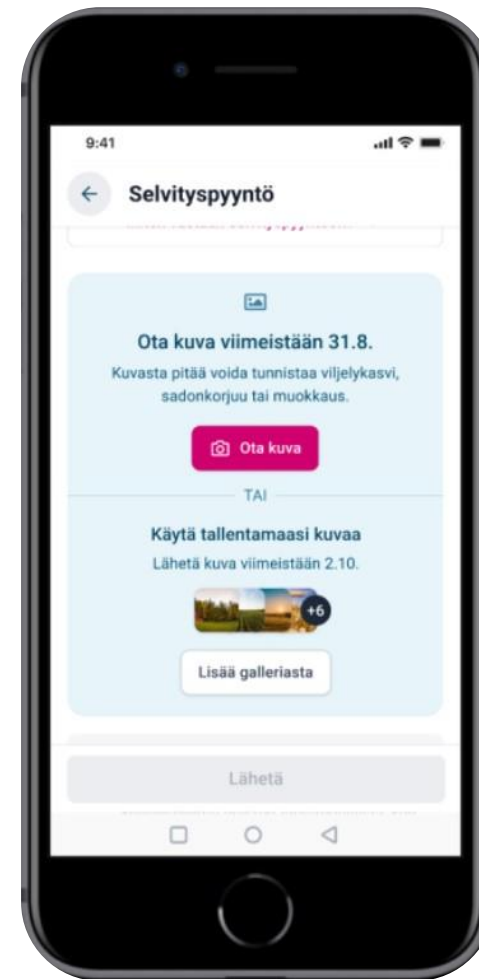 9:41
Selvityspyyntö
Ota kuva viimeistään 31.8.
Kuvasta pitää voida tunnistaa viljelykasvi,
sadonkorjuu tai muokkaus.
Ota kuva
TAI
Käytä tallentamaasi kuvaa
Lähetä kuva viimeistään 2.10.
+6
Lisää galleriasta
Lähetä